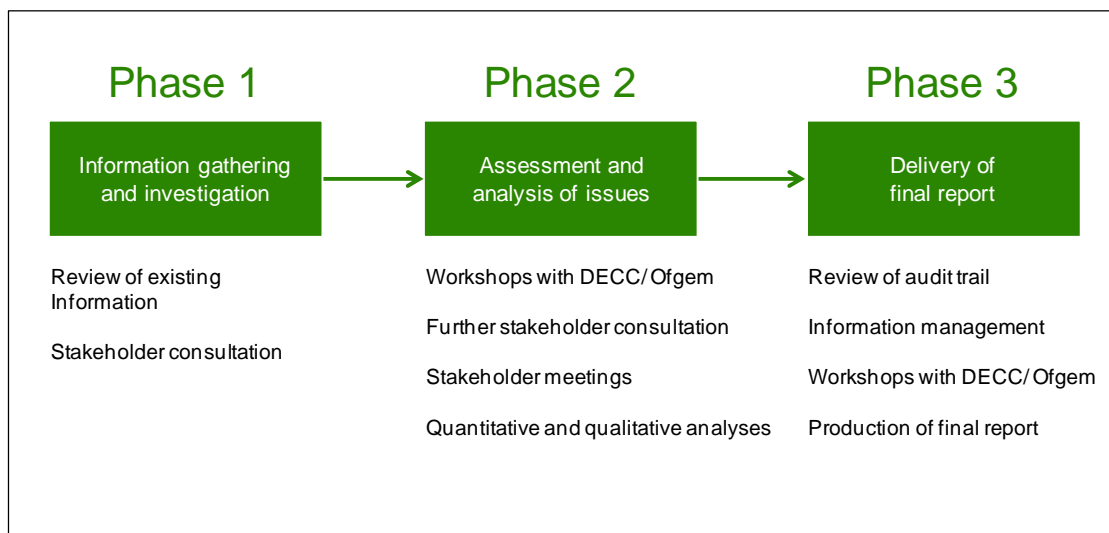 Phase 1
Information gathering
and investigation
Review of existing
Information
Stakeholder consultation
Phase 2
Assessment and
analysis of issues
Workshops with DECC/Ofgem
Further stakeholder consultation
Stakeholder meetings
Quantitative and qualitative analyses
Phase 3
Delivery of
final report
Review of audit trail
Information management
Workshops with DECC/Ofgem
Production of final report